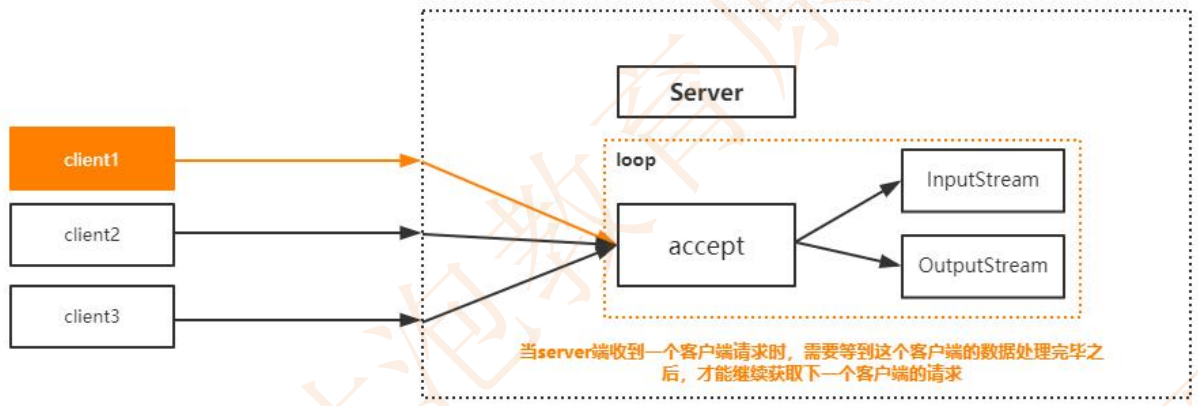 Server
client1
loop
InputStream
client2
accept
OutputStream
client3
当server端收到一个客户端请求时，需要等到这个客户端的数据处理完毕之
后，才能继续获取下一个客户端的请求
泡教育